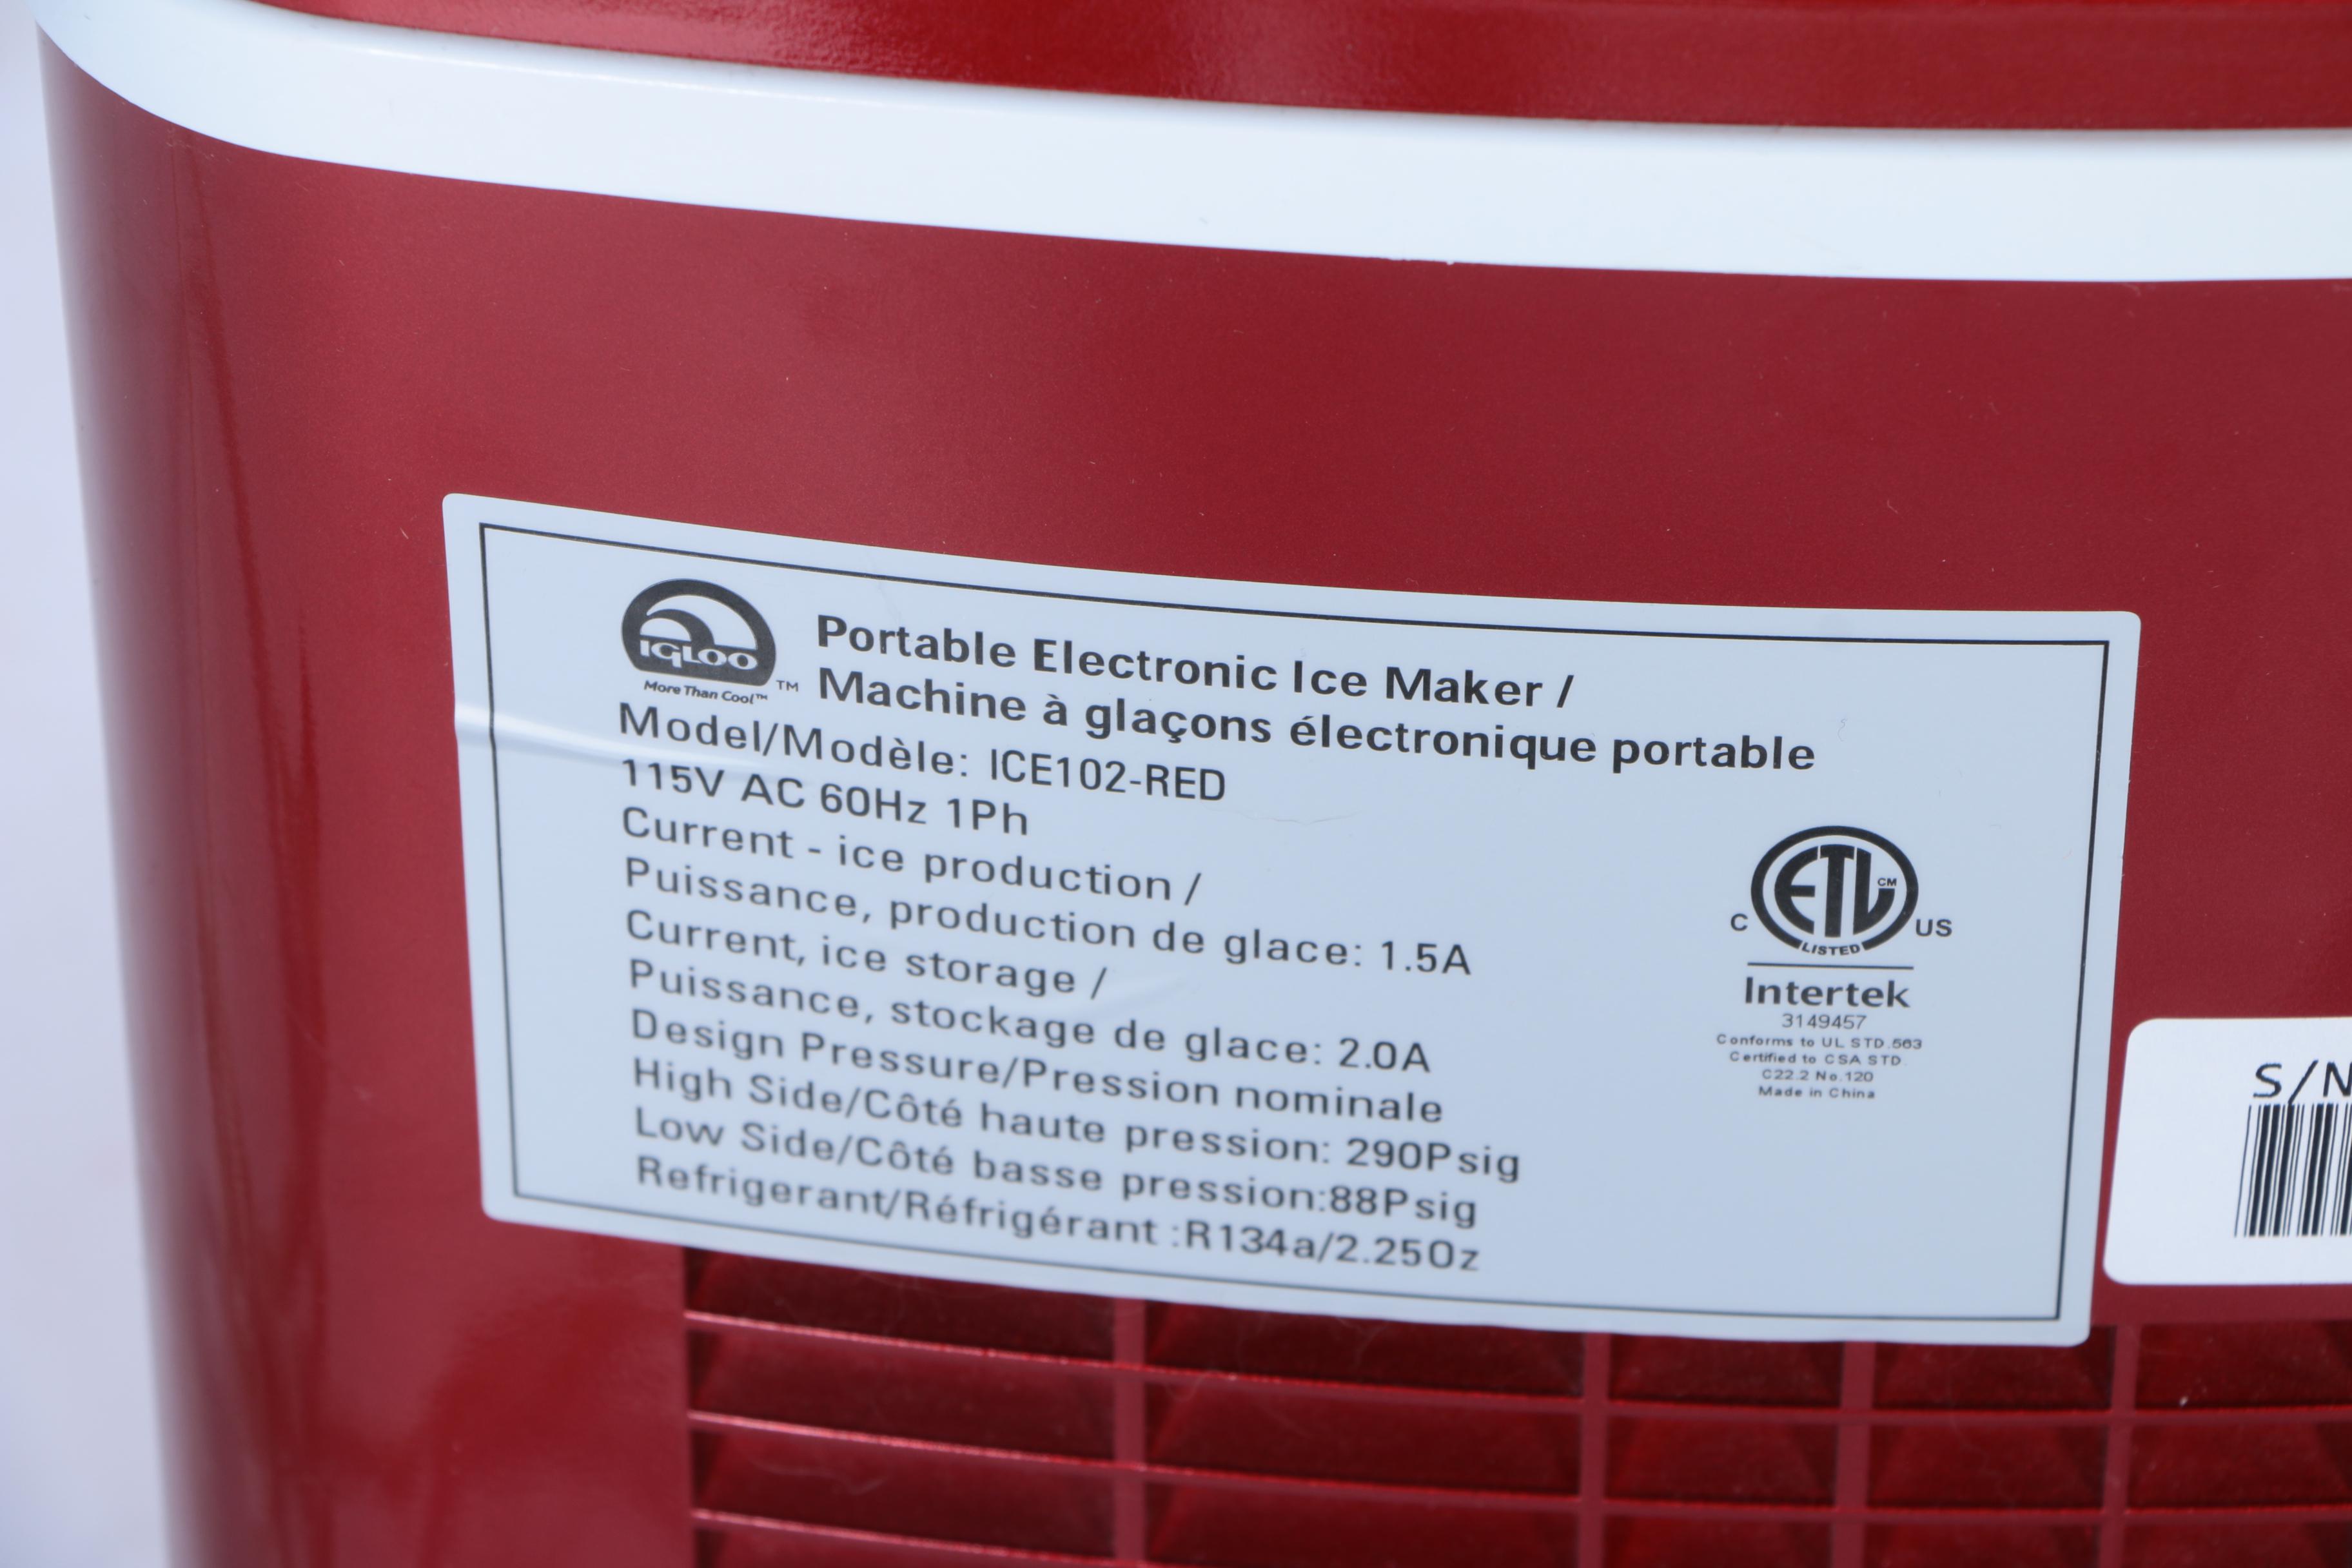 IGLOO
More Than Cool™ ™
Portable Electronic Ice Maker /
Machine à glaçons électronique portable
Model/Modèle: ICE102-RED
115V AC 60Hz 1Ph
Current - ice production /
Puissance, production de glace: 1.5A
Current, ice storage /
Puissance, stockage de glace: 2.0A
Design Pressure/Pression nominale
High Side/Côté haute pression: 290Psig
Low Side/Côté basse pression:88Psig
Refrigerant/Réfrigérant :R134a/2.25Oz
ETL CM
C US
LISTED
Intertek
3149457
Conforms to UL STD.563
Certified to CSA STD.
C22.2 No.120
Made in China
S/N